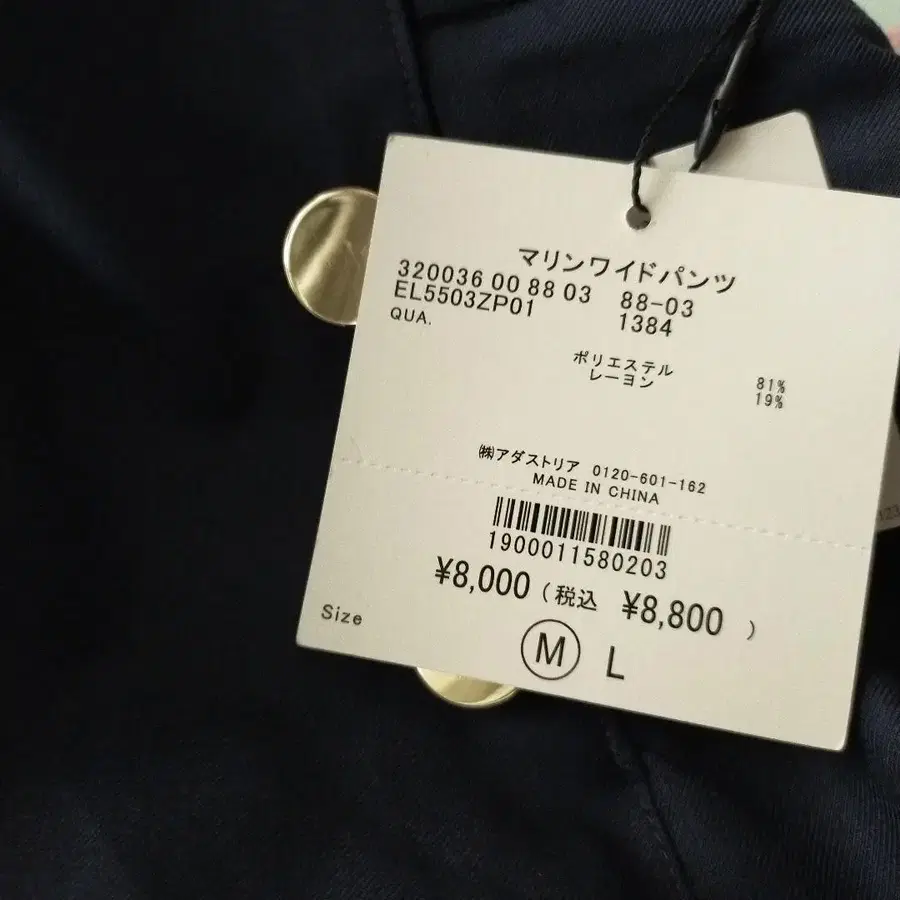 マリンワイドパンツ
320036 00 88 03 88-03
EL5503ZP01 1384
QUA.
ポリエステル 81%
レーヨン 19%
㈱アダストリア 0120-601-162
MADE IN CHINA
1900011580203
¥8,000 (税込 ¥8,800 )
Size M L